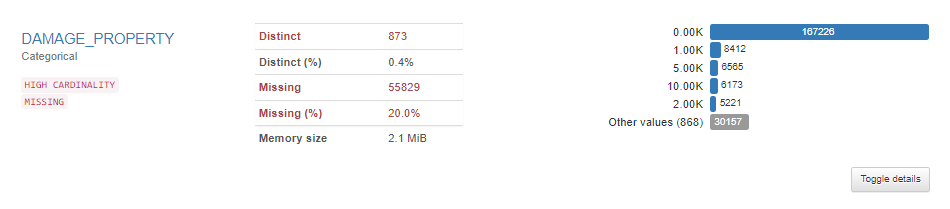 DAMAGE_PROPERTY
Categorical
HIGH CARDINALITY
MISSING
Distinct 873
Distinct (%) 0.4%
Missing 55829
Missing (%) 20.0%
Memory size 2.1 MiB
0.00K 167226
1.00K 8412
5.00K 6565
10.00K 6173
2.00K 5221
Other values (868) 30157
Toggle details